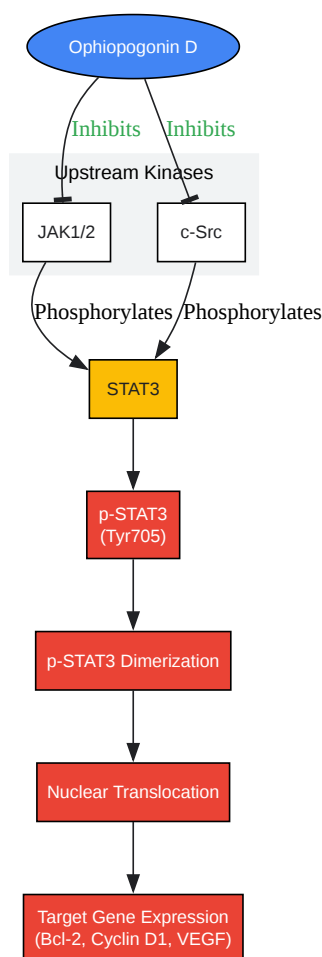 Ophiopogonin D
Inhibits
Inhibits
Upstream Kinases
JAK1/2
c-Src
Phosphorylates
Phosphorylates
STAT3
p-STAT3
(Tyr705)
p-STAT3 Dimerization
Nuclear Translocation
Target Gene Expression
(Bcl-2, Cyclin D1, VEGF)